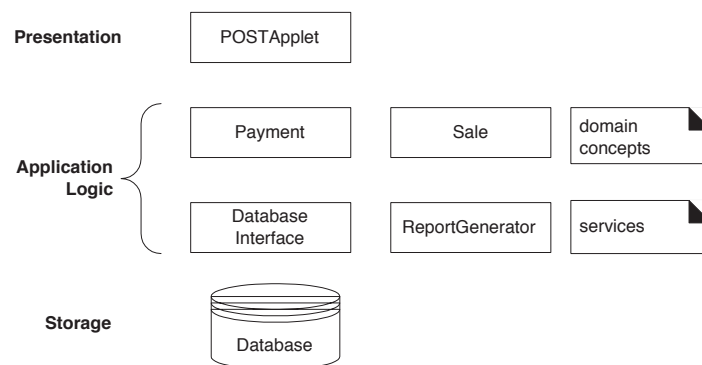 Presentation
POSTApplet
Payment
Sale
domain
concepts
Application
Logic
Database
Interface
ReportGenerator
services
Storage
Database